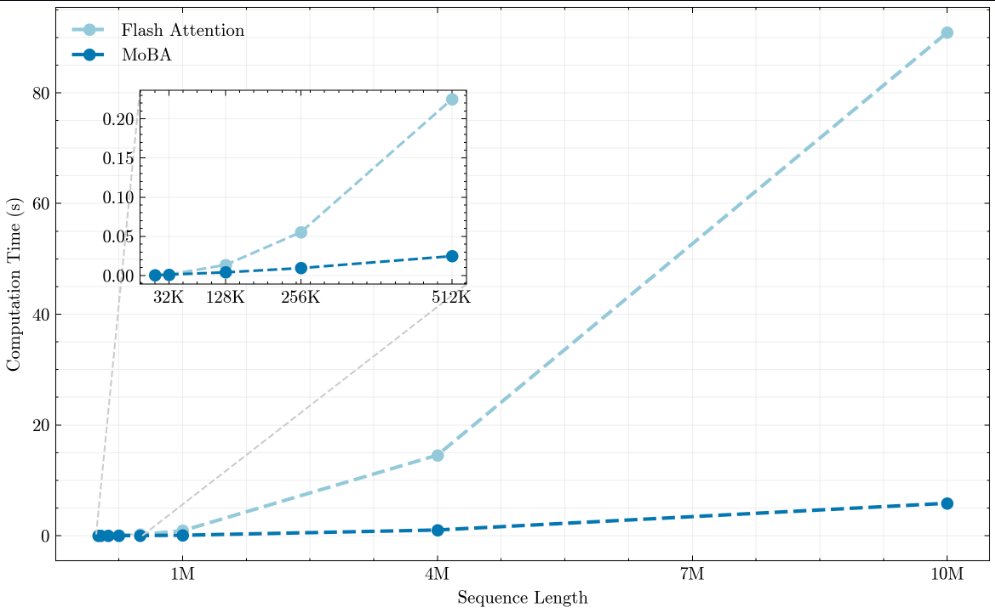 Flash Attention
MoBA
80
60
40
20
0
Computation Time (s)
0.20
0.15
0.10
0.05
0.00
32K 128K 256K 512K
1M 4M 7M 10M
Sequence Length